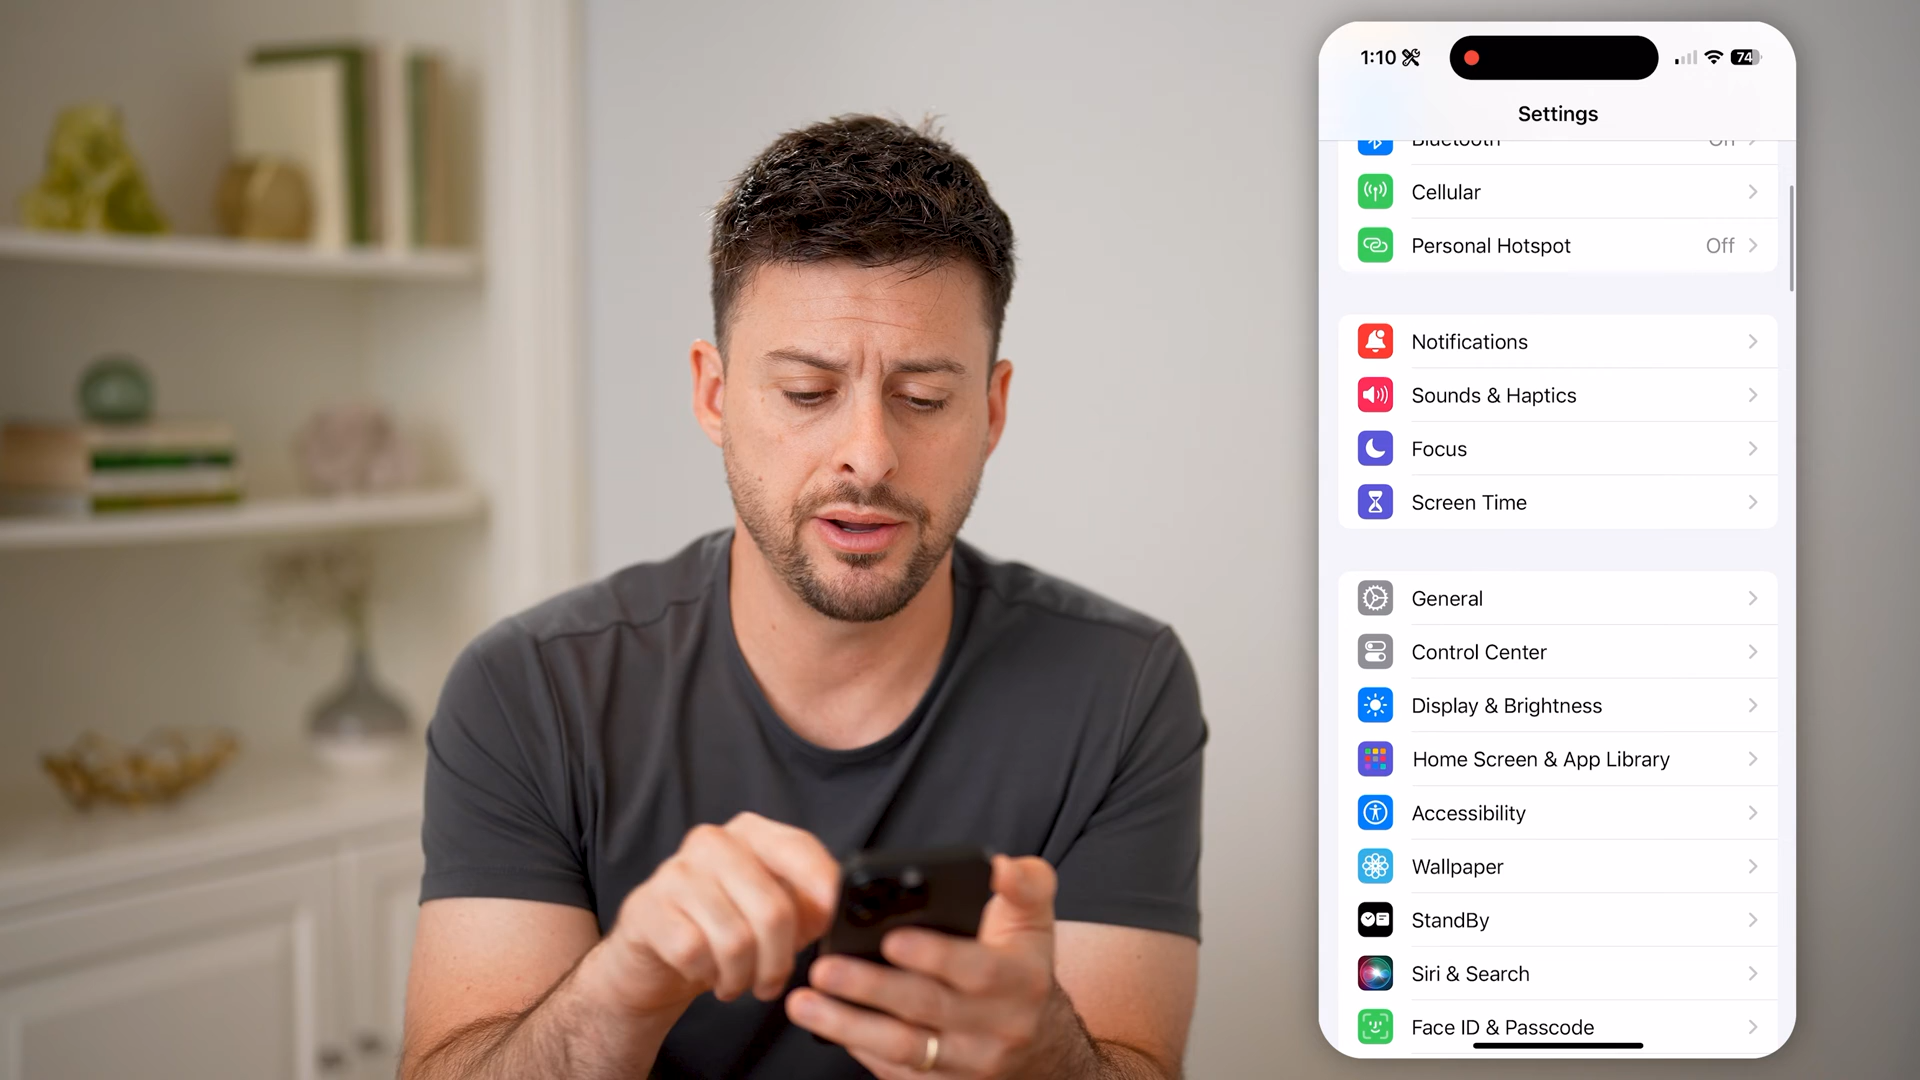 1:10
74
Settings
Bluetooth
Cellular
Personal Hotspot Off
Notifications
Sounds & Haptics
Focus
Screen Time
General
Control Center
Display & Brightness
Home Screen & App Library
Accessibility
Wallpaper
StandBy
Siri & Search
Face ID & Passcode